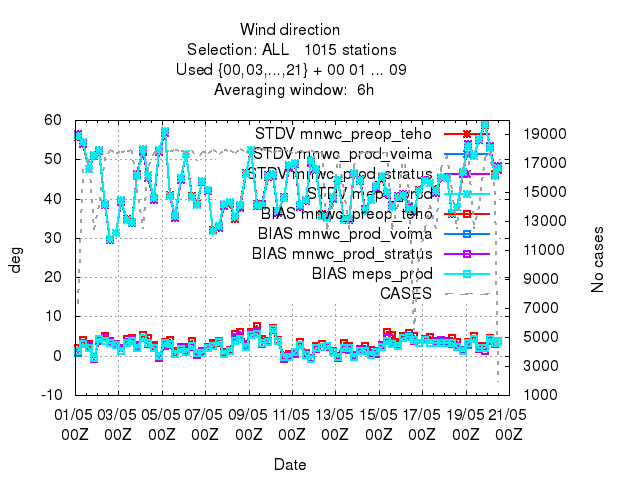 Wind direction
Selection: ALL   1015 stations
Used {00,03,...,21} + 00 01 ... 09
Averaging window:  6h
60
50
40
30
20
10
0
-10
deg
19000
17000
15000
13000
11000
9000
7000
5000
3000
1000
No cases
STDV mnwc_preop_teho
STDV mnwc_prod_voima
STDV mnwc_prod_stratus
STDV meps_prod
BIAS mnwc_preop_teho
BIAS mnwc_prod_voima
BIAS mnwc_prod_stratus
BIAS meps_prod
CASES
01/05 03/05 05/05 07/05 09/05 11/05 13/05 15/05 17/05 19/05 21/05
00Z 00Z 00Z 00Z 00Z 00Z 00Z 00Z 00Z 00Z 00Z
Date